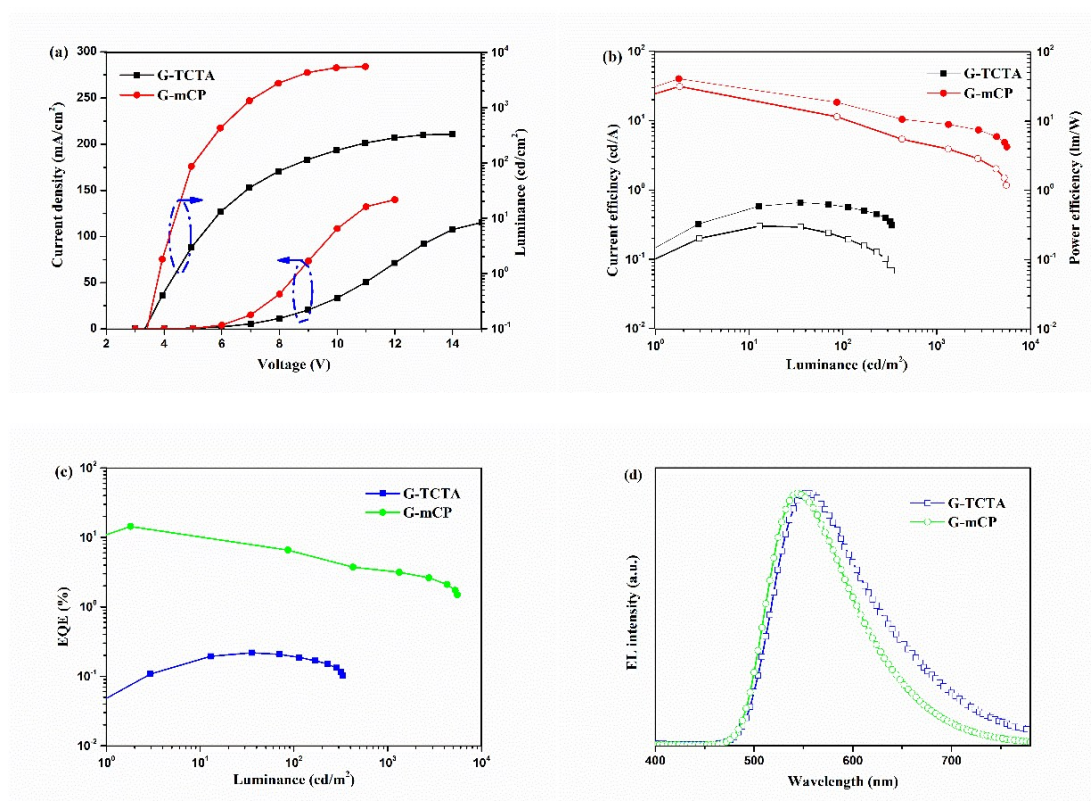 (a)
G-TCTA
G-mCP
300
250
200
150
100
50
0
Current density (mA/cm²)
10⁴
10³
10²
10¹
10⁰
10⁻¹
Luminance (cd/cm²)
2 4 6 8 10 12 14
Voltage (V)
(b)
G-TCTA
G-mCP
10²
10¹
10⁰
10⁻¹
10⁻²
Current efficiency (cd/A)
10²
10¹
10⁰
10⁻¹
10⁻²
Power efficiency (lm/W)
10⁰ 10¹ 10² 10³ 10⁴
Luminance (cd/m²)
(c)
G-TCTA
G-mCP
10²
10¹
10⁰
10⁻¹
10⁻²
EQE (%)
10⁰ 10¹ 10² 10³ 10⁴
Luminance (cd/m²)
(d)
G-TCTA
G-mCP
EL intensity (a.u.)
400 500 600 700
Wavelength (nm)